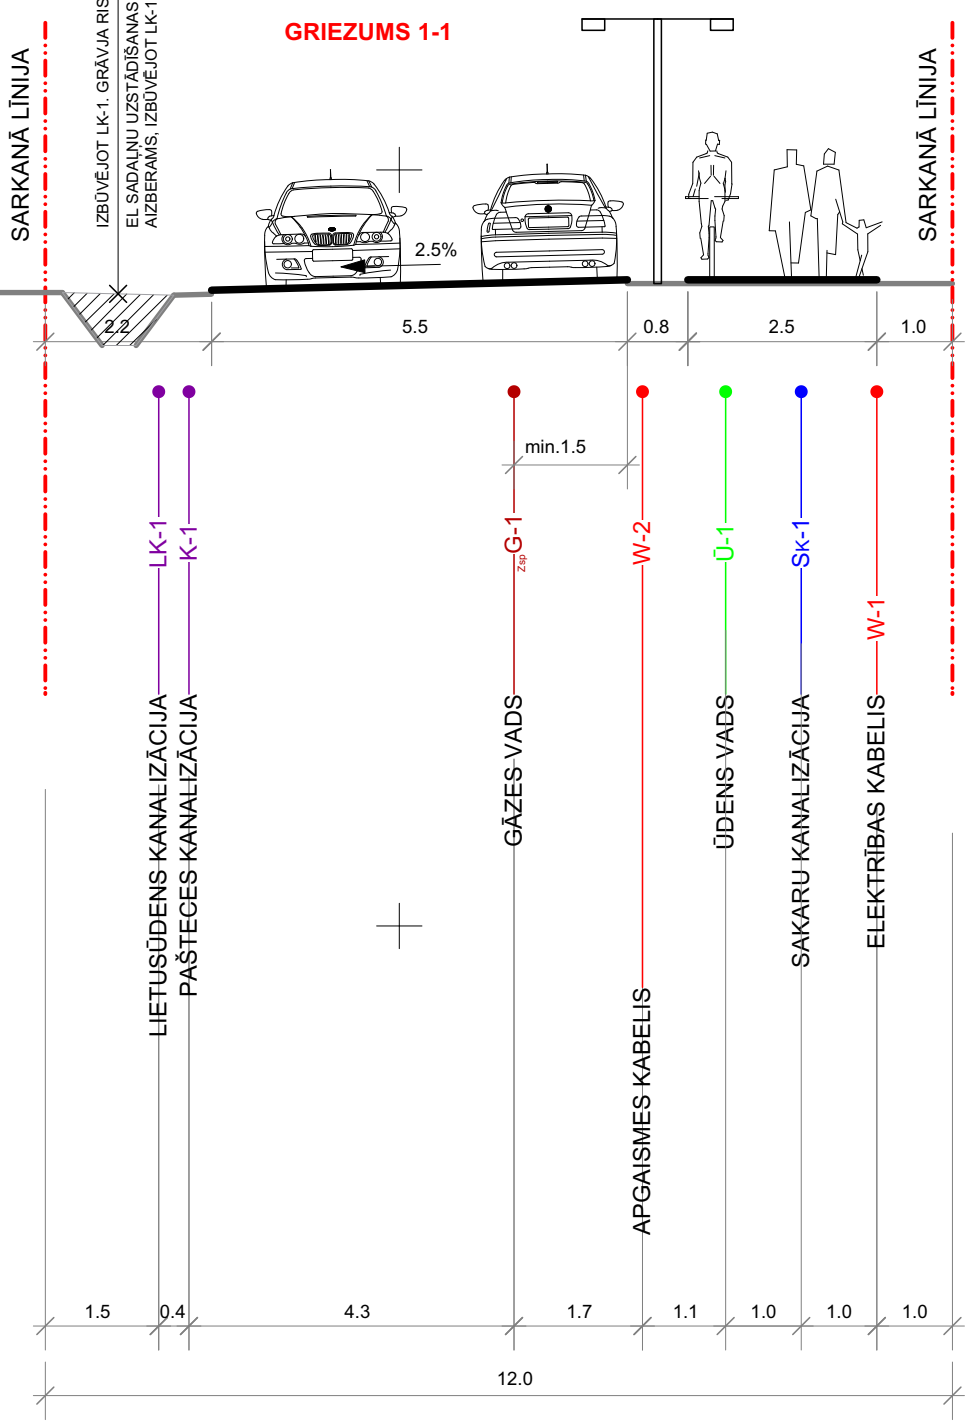 GRIEZUMS 1-1
SARKANĀ LĪNIJA
IZBŪVĒJOT LK-1. GRĀVJA RIS
EL SADALŅU UZSTĀDĪŠANAS
AIZBERAMS, IZBŪVĒJOT LK-1
SARKANĀ LĪNIJA
2.5%
2.2
5.5
0.8
2.5
1.0
min.1.5
LK-1
K-1
Zsp G-1
W-2
Ū-1
SK-1
W-1
LIETUSŪDENS KANALIZĀCIJA
PAŠTECES KANALIZĀCIJA
GĀZES VADS
APGAISMES KABELIS
ŪDENS VADS
SAKARU KANALIZĀCIJA
ELEKTRĪBAS KABELIS
1.5
0.4
4.3
1.7
1.1
1.0
1.0
1.0
12.0